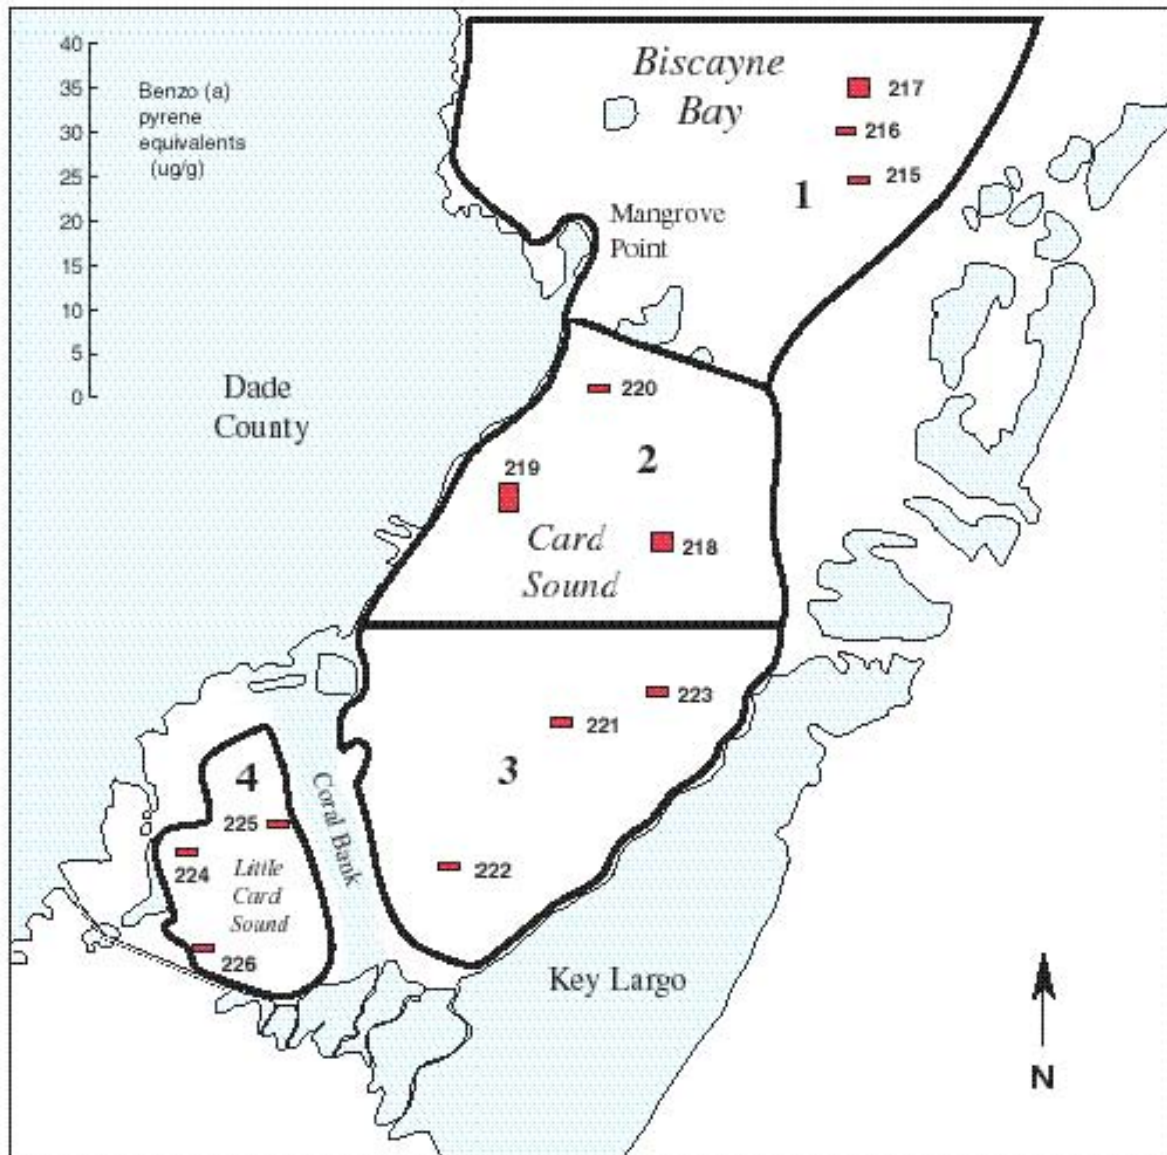 40
35
30
25
20
15
10
5
0
Benzo (a)
pyrene
equivalents
(ug/g)
Biscayne
Bay
217
216
215
1
Mangrove
Point
Dade
County
220
2
219
218
Card
Sound
223
221
3
222
4
225
224
Little
Card
Sound
226
Coral Bank
Key Largo
N